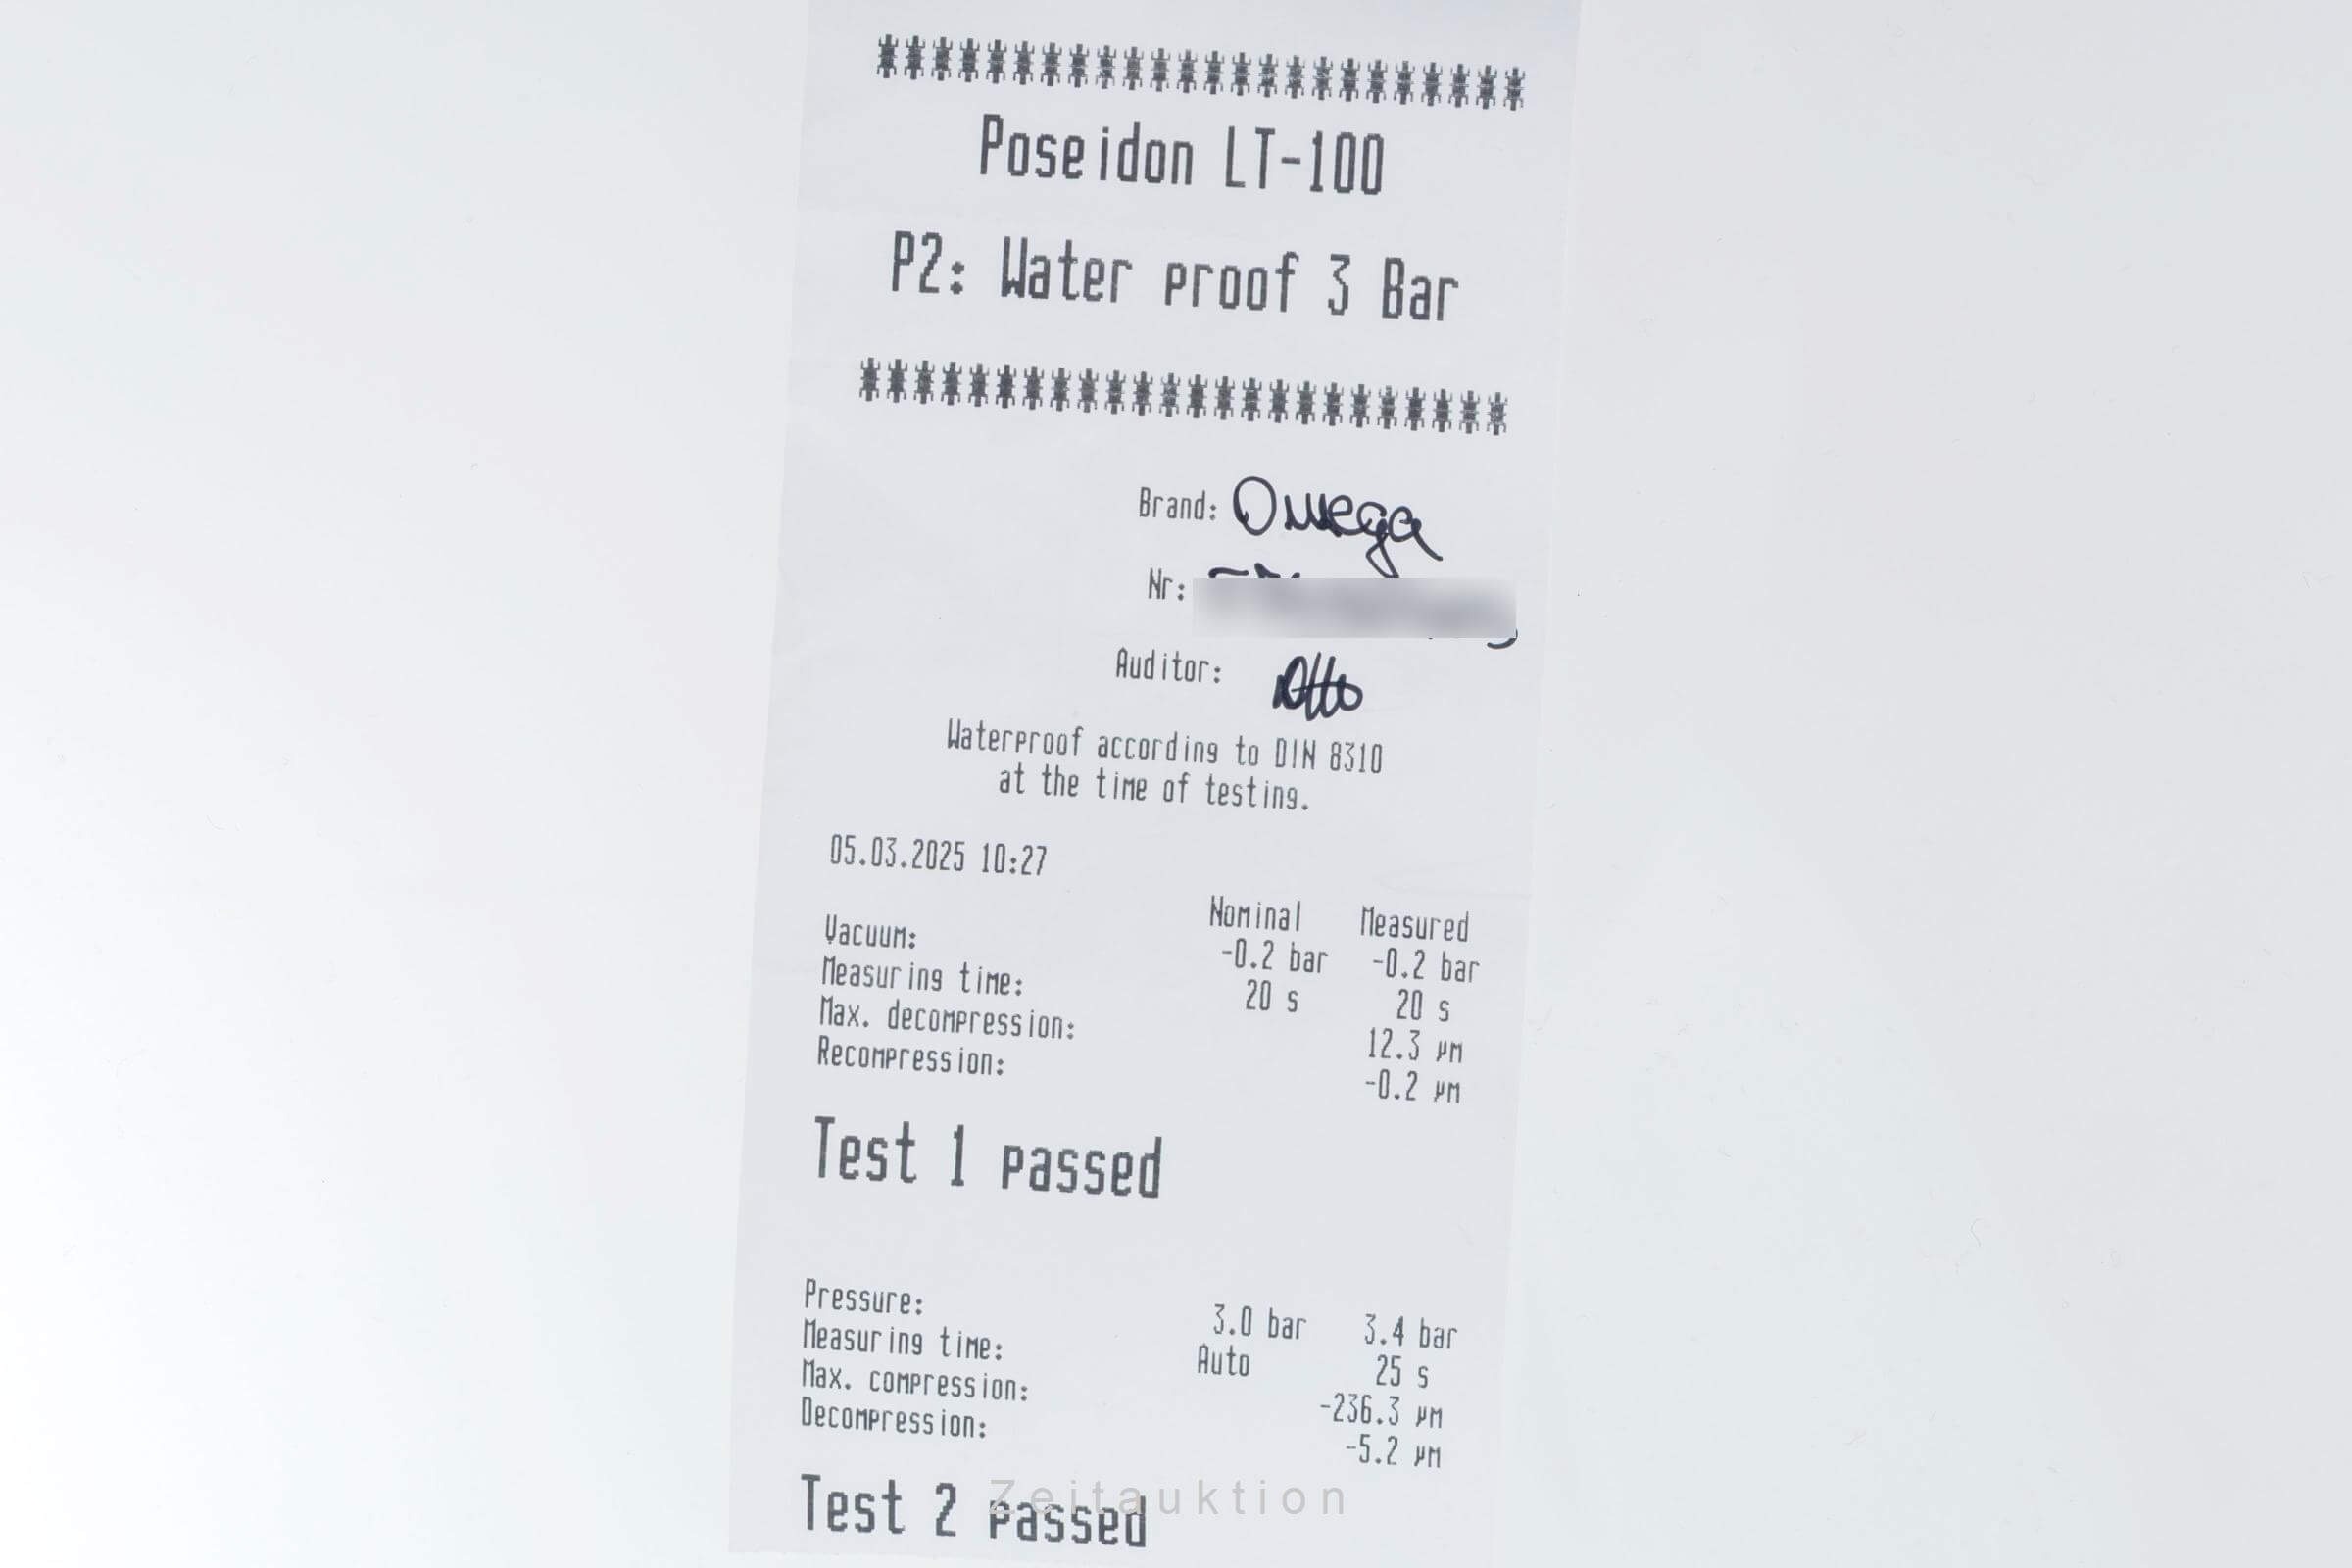 Poseidon LT-100
P2: Water proof 3 Bar
Brand: Omega
Nr:
Auditor: Otto
Waterproof according to DIN 8310
at the time of testing.
05.03.2025 10:27
Nominal Measured
Vacuum: -0.2 bar -0.2 bar
Measuring time: 20 s 20 s
Max. decompression: 12.3 µm
Recompression: -0.2 µm
Test 1 passed
Pressure: 3.0 bar 3.4 bar
Measuring time: Auto 25 s
Max. compression: -236.3 µm
Decompression: -5.2 µm
Test 2 passed
Zeitauktion